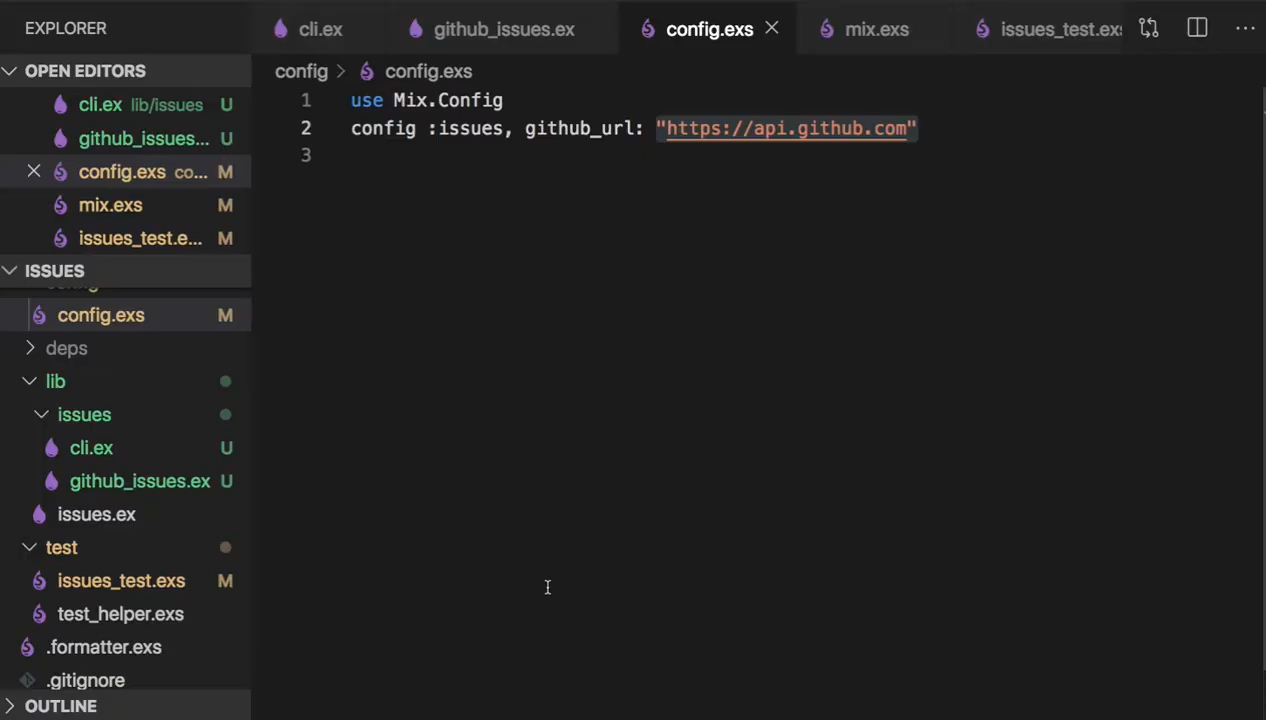 EXPLORER
cli.ex
github_issues.ex
config.exs
mix.exs
issues_test.exs
OPEN EDITORS
cli.ex lib/issues U
github_issues... U
config.exs co... M
mix.exs M
issues_test.e... M
ISSUES
config.exs M
deps
lib
issues
cli.ex U
github_issues.ex U
issues.ex
test
issues_test.exs M
test_helper.exs
.formatter.exs
.gitignore
OUTLINE
config > config.exs
1 use Mix.Config
2 config :issues, github_url: "https://api.github.com"
3